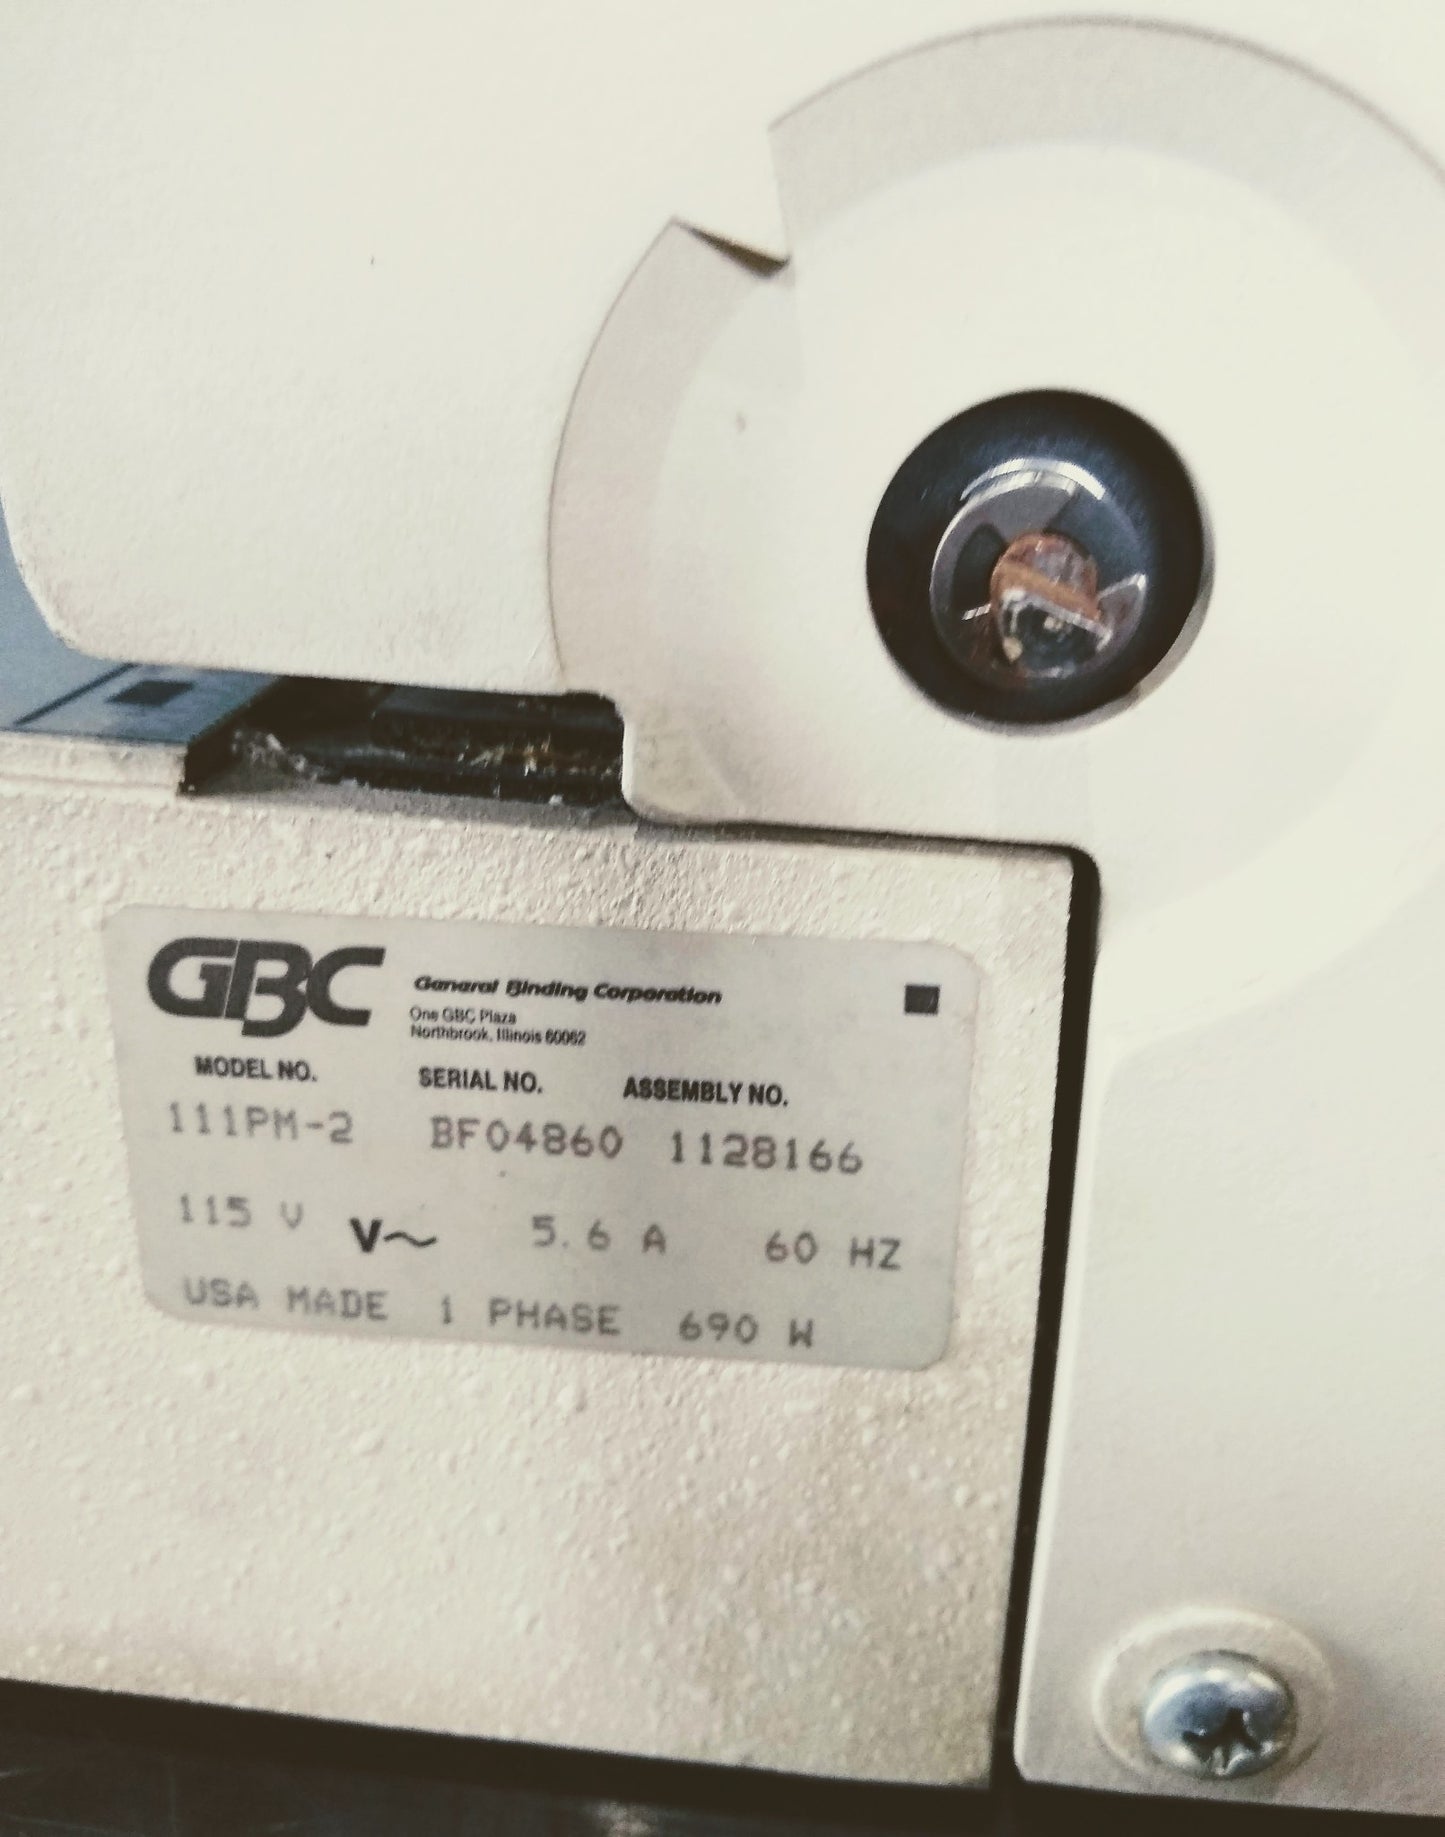 GBC General Binding Corporation
One GBC Plaza
Northbrook, Illinois 60062
MODEL NO. SERIAL NO. ASSEMBLY NO.
111PM-2 BF04860 1128166
115 V V~ 5.6 A 60 HZ
USA MADE 1 PHASE 690 W